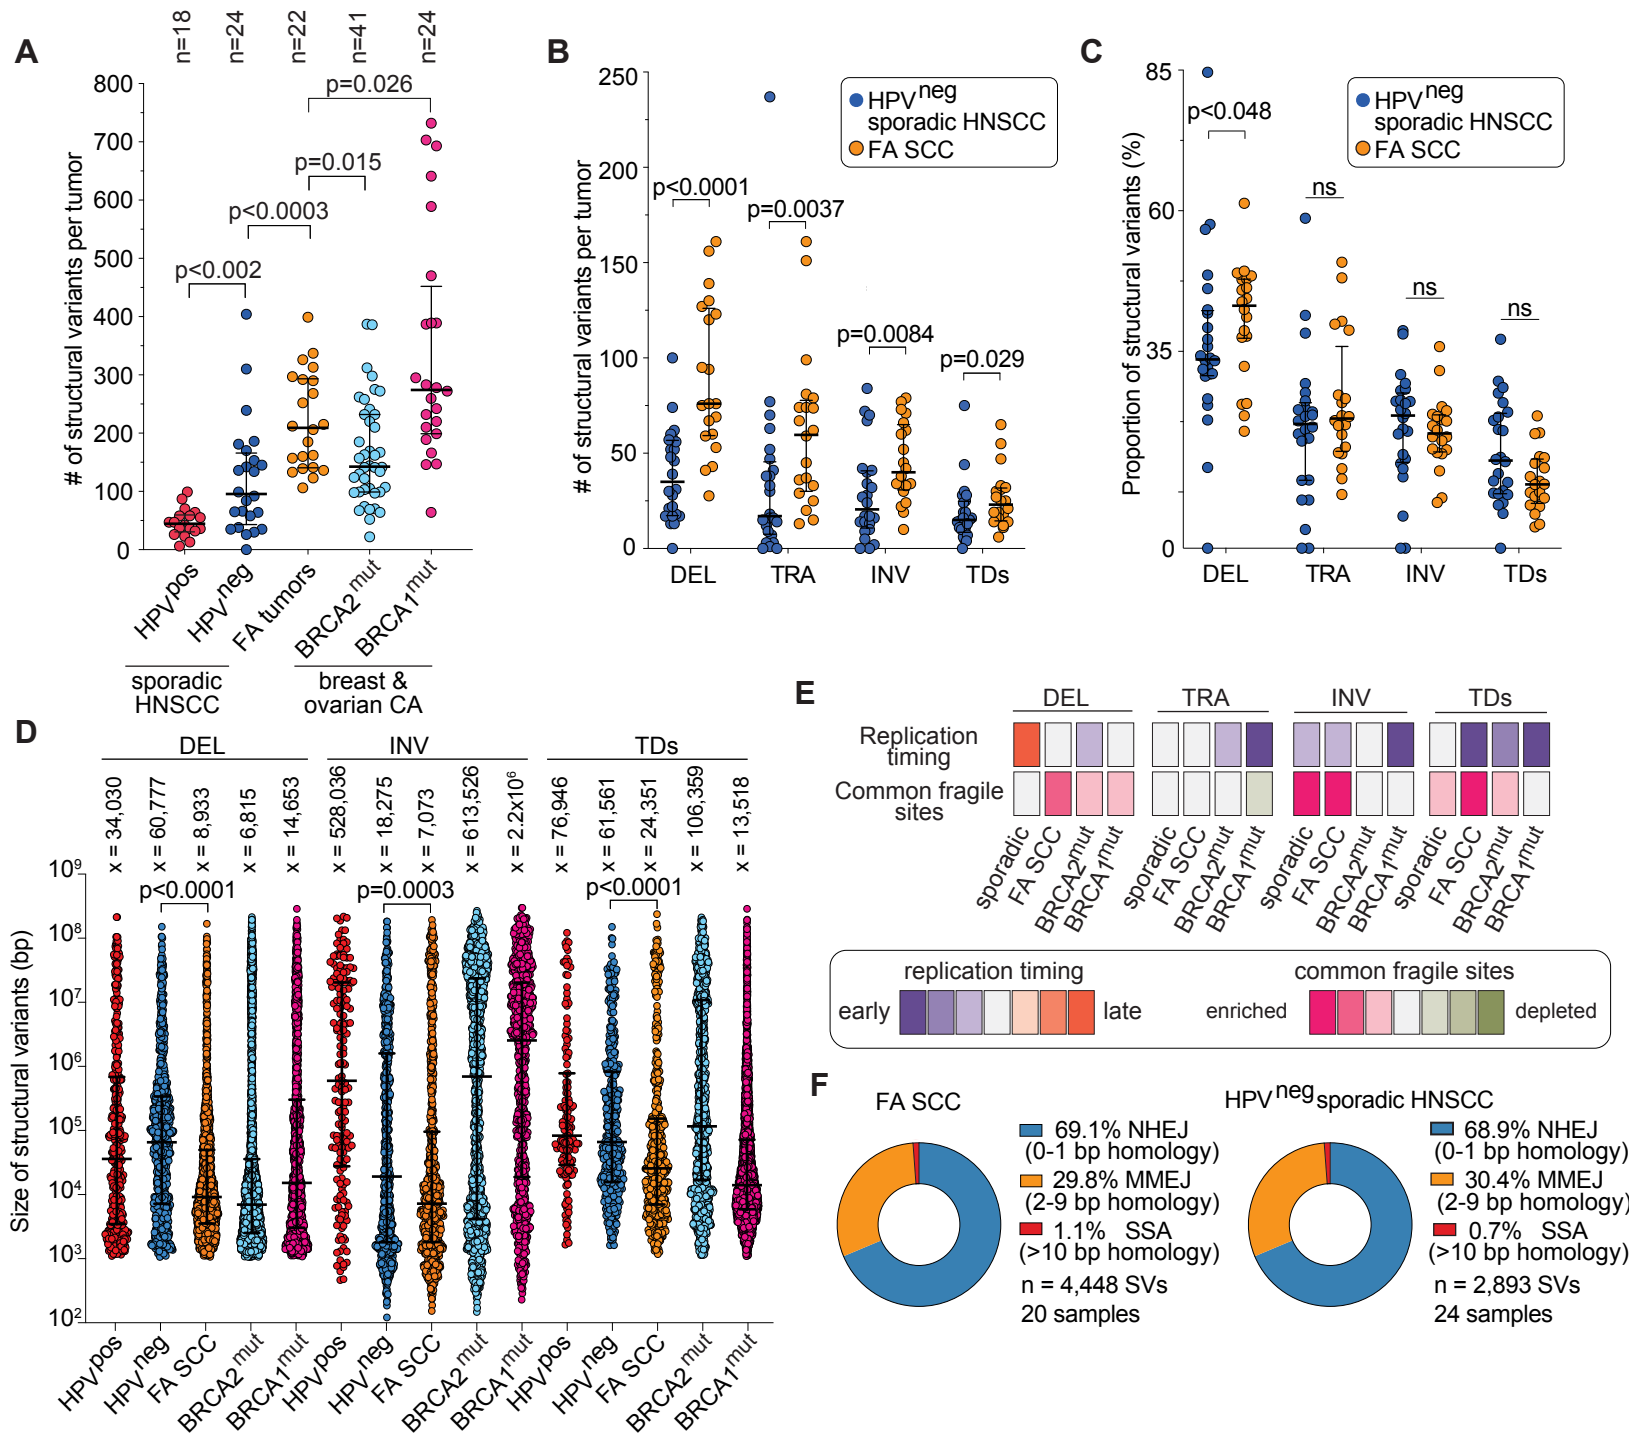 A
n=18
n=24
n=22
n=41
n=24
# of structural variants per tumor
800
700
600
500
400
300
200
100
0
p=0.026
p=0.015
p<0.0003
p<0.002
HPVpos
HPVneg
FA tumors
BRCA2mut
BRCA1mut
sporadic
HNSCC
breast &
ovarian CA
B
# of structural variants per tumor
250
200
150
100
50
0
HPVneg
sporadic HNSCC
FA SCC
p<0.0001
p=0.0037
p=0.0084
p=0.029
DEL
TRA
INV
TDs
C
Proportion of structural variants (%)
85
60
35
0
HPVneg
sporadic HNSCC
FA SCC
p<0.048
ns
ns
ns
DEL
TRA
INV
TDs
D
DEL
INV
TDs
x = 34,030
x = 60,777
x = 8,933
x = 6,815
x = 14,653
x = 528,036
x = 18,275
x = 7,073
x = 613,526
x = 2.2x10⁶
x = 76,946
x = 61,561
x = 24,351
x = 106,359
x = 13,518
p<0.0001
p=0.0003
p<0.0001
Size of structural variants (bp)
10⁹
10⁸
10⁷
10⁶
10⁵
10⁴
10³
10²
HPVpos
HPVneg
FA SCC
BRCA2mut
BRCA1mut
HPVpos
HPVneg
FA SCC
BRCA2mut
BRCA1mut
HPVpos
HPVneg
FA SCC
BRCA2mut
BRCA1mut
E
DEL
TRA
INV
TDs
Replication
timing
Common fragile
sites
sporadic
FA SCC
BRCA2mut
BRCA1mut
sporadic
FA SCC
BRCA2mut
BRCA1mut
sporadic
FA SCC
BRCA2mut
BRCA1mut
sporadic
FA SCC
BRCA2mut
BRCA1mut
replication timing
early
late
common fragile sites
enriched
depleted
F
FA SCC
69.1% NHEJ
(0-1 bp homology)
29.8% MMEJ
(2-9 bp homology)
1.1% SSA
(>10 bp homology)
n = 4,448 SVs
20 samples
HPVneg sporadic HNSCC
68.9% NHEJ
(0-1 bp homology)
30.4% MMEJ
(2-9 bp homology)
0.7% SSA
(>10 bp homology)
n = 2,893 SVs
24 samples